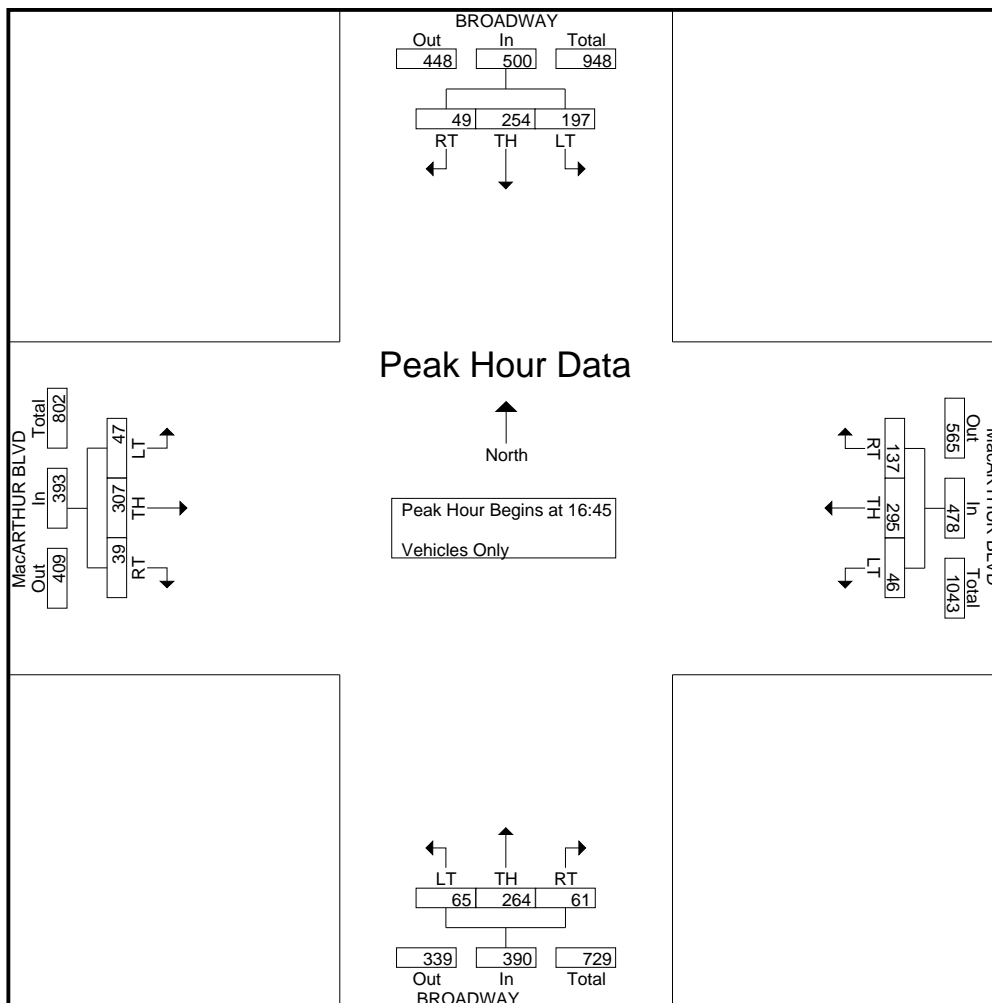 BROADWAY
Out In Total
448 500 948
49 254 197
RT TH LT
Peak Hour Data
North
Peak Hour Begins at 16:45
Vehicles Only
MacARTHUR BLVD
Out In Total
409 393 802
39 307 47
RT TH LT
MacARTHUR BLVD
Out In Total
565 478 1043
137 295 46
RT TH LT
LT TH RT
65 264 61
339 390 729
Out In Total
BROADWAY